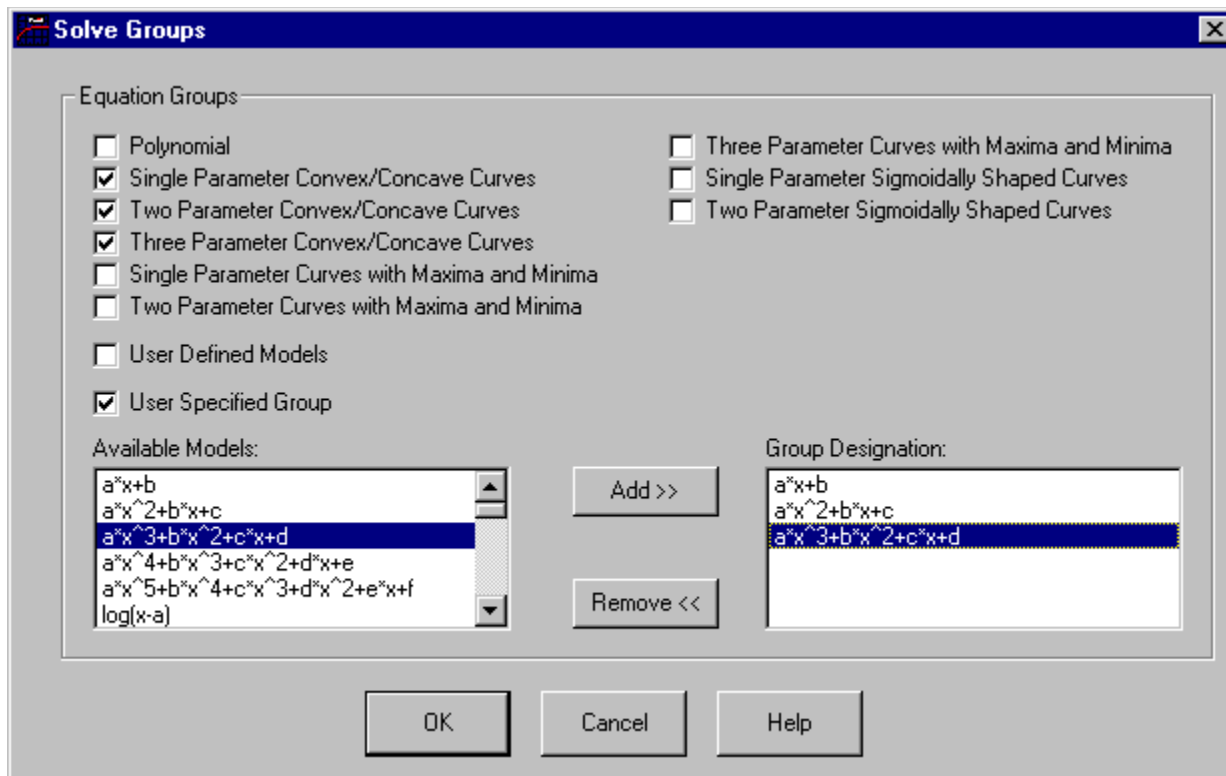 Solve Groups
Equation Groups
Polynomial
Single Parameter Convex/Concave Curves
Two Parameter Convex/Concave Curves
Three Parameter Convex/Concave Curves
Single Parameter Curves with Maxima and Minima
Two Parameter Curves with Maxima and Minima
Three Parameter Curves with Maxima and Minima
Single Parameter Sigmoidally Shaped Curves
Two Parameter Sigmoidally Shaped Curves
User Defined Models
User Specified Group
Available Models:
a*x+b
a*x^2+b*x+c
a*x^3+b*x^2+c*x+d
a*x^4+b*x^3+c*x^2+d*x+e
a*x^5+b*x^4+c*x^3+d*x^2+e*x+f
log(x-a)
Add >>
Remove <<
Group Designation:
a*x+b
a*x^2+b*x+c
a*x^3+b*x^2+c*x+d
OK
Cancel
Help